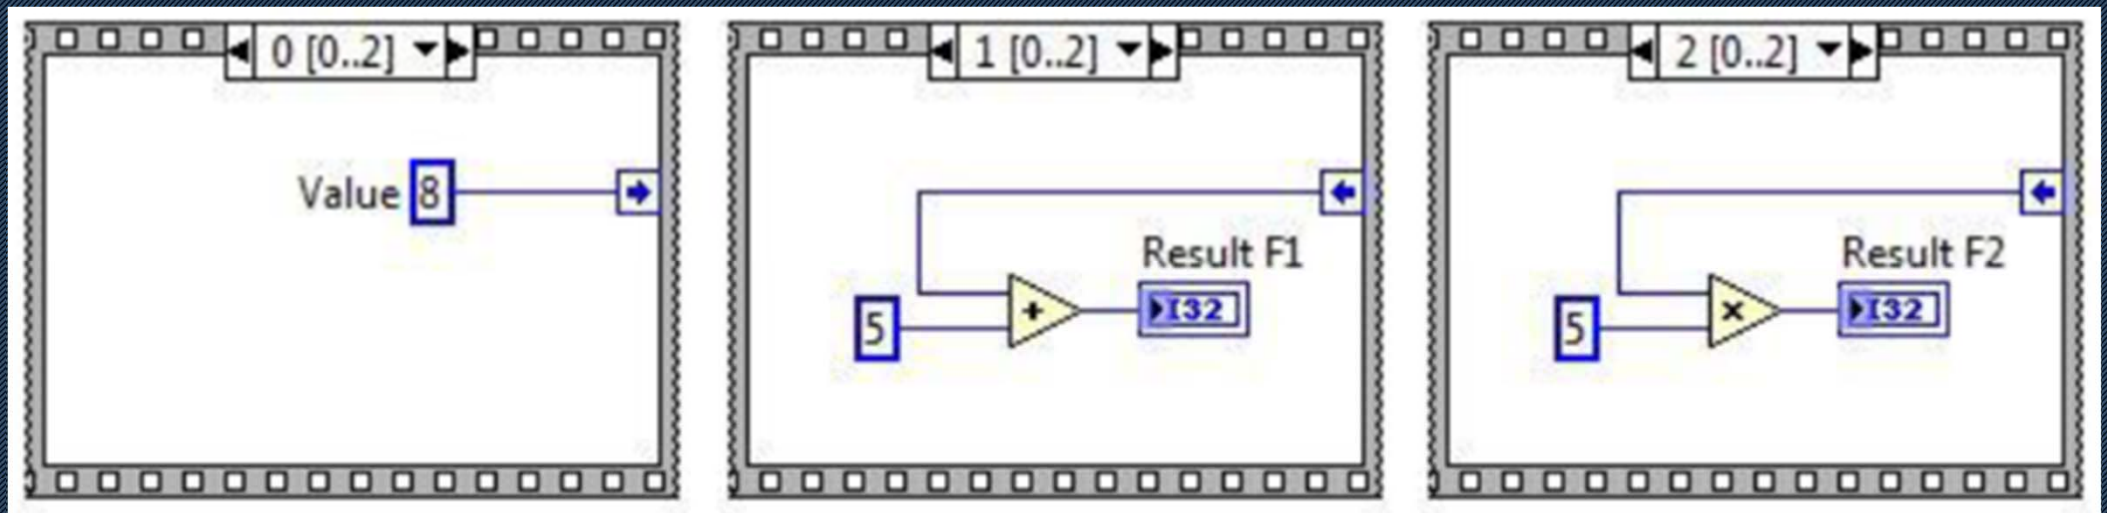 0 [0..2]
Value 8
1 [0..2]
Result F1
5 + I32
2 [0..2]
Result F2
5 × I32